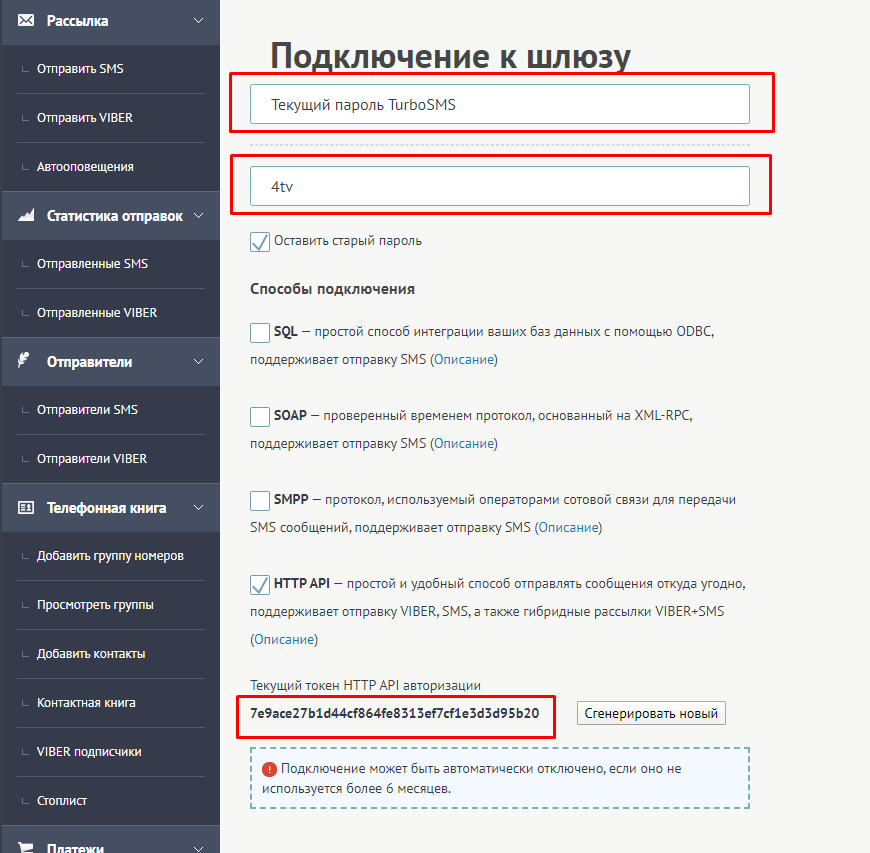 Рассылка
Отправить SMS
Отправить VIBER
Автооповещения
Статистика отправок
Отправленные SMS
Отправленные VIBER
Отправители
Отправители SMS
Отправители VIBER
Телефонная книга
Добавить группу номеров
Просмотреть группы
Добавить контакты
Контактная книга
VIBER подписчики
Стоплист
Платежи
Подключение к шлюзу
Текущий пароль TurboSMS
4tv
Оставить старый пароль
Способы подключения
SQL — простой способ интеграции ваших баз данных с помощью ODBC,
поддерживает отправку SMS (Описание)
SOAP — проверенный временем протокол, основанный на XML-RPC,
поддерживает отправку SMS (Описание)
SMPP — протокол, используемый операторами сотовой связи для передачи
SMS сообщений, поддерживает отправку SMS (Описание)
HTTP API — простой и удобный способ отправлять сообщения откуда угодно,
поддерживает отправку VIBER, SMS, а также гибридные рассылки VIBER+SMS
(Описание)
Текущий токен HTTP API авторизации
7e9ace27b1d44cf864fe8313ef7cf1e3d3d95b20
Сгенерировать новый
Подключение может быть автоматически отключено, если оно не
используется более 6 месяцев.